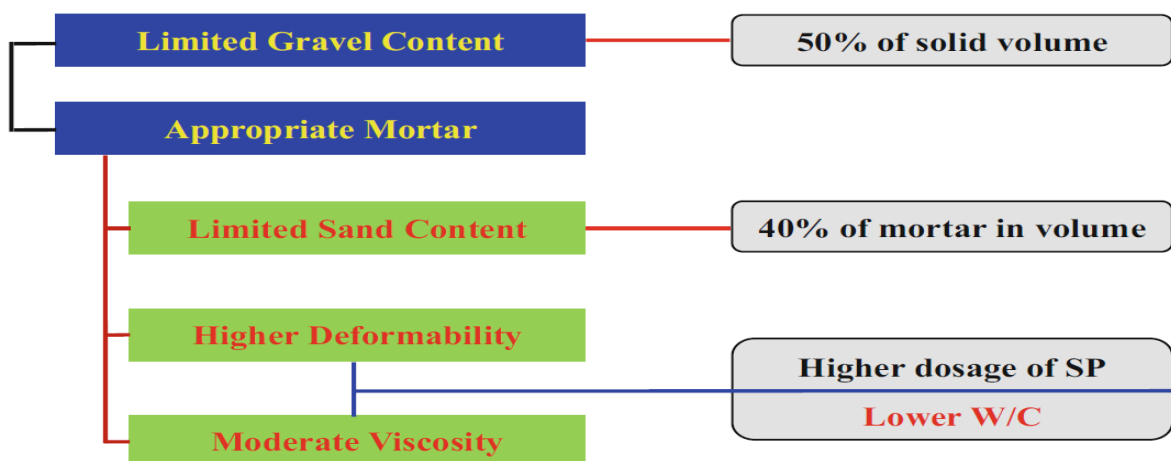 Limited Gravel Content
50% of solid volume
Appropriate Mortar
Limited Sand Content
40% of mortar in volume
Higher Deformability
Higher dosage of SP
Lower W/C
Moderate Viscosity